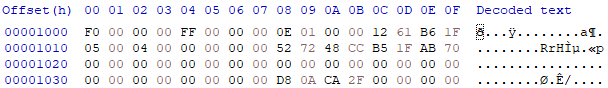 Offset(h) 00 01 02 03 04 05 06 07 08 09 0A 0B 0C 0D 0E 0F Decoded text
00001000 F0 00 00 00 FF 00 00 00 0E 01 00 00 12 61 B6 1F ð...ÿ........a¶.
00001010 05 00 04 00 00 00 00 00 52 72 48 CC B5 1F AB 70 ........RrHÌµ.«p
00001020 00 00 00 00 00 00 00 00 00 00 00 00 00 00 00 00 ................
00001030 00 00 00 00 00 00 00 00 D8 0A CA 2F 00 00 00 00 ........Ø.Ê/....